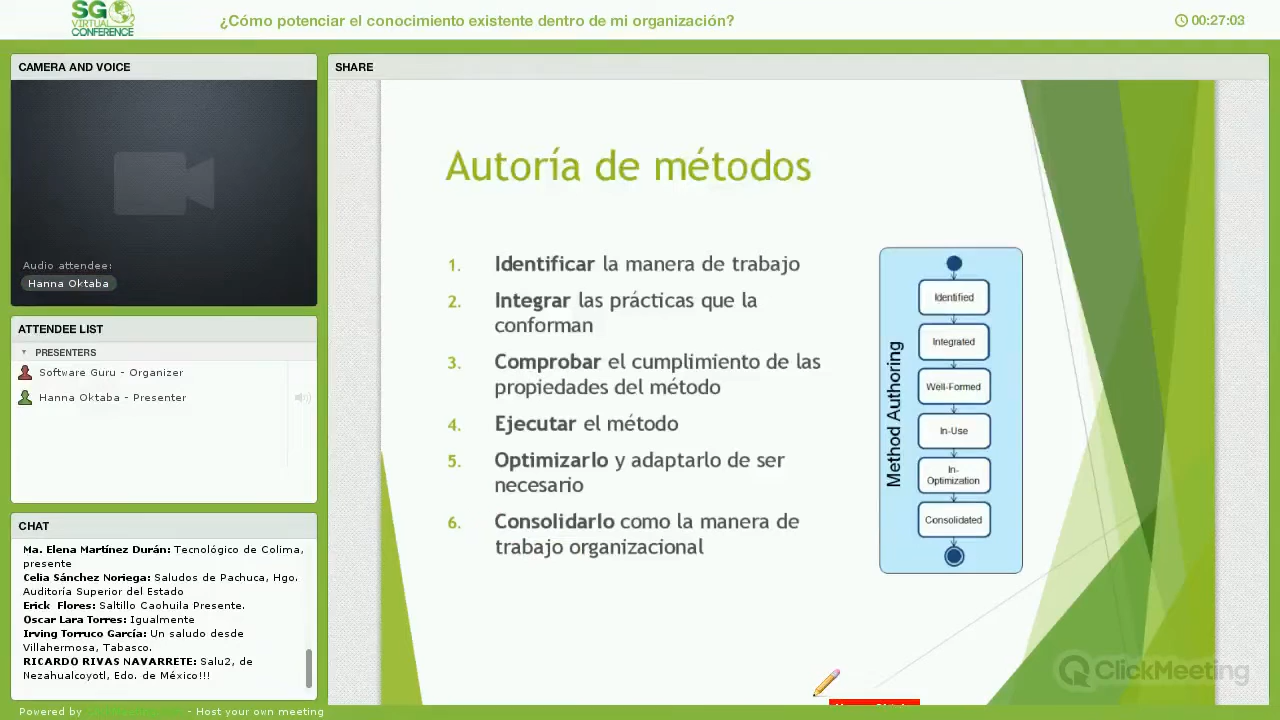 SG
VIRTUAL
CONFERENCE
¿Cómo potenciar el conocimiento existente dentro de mi organización?
00:27:03
CAMERA AND VOICE
Audio attendee:
Hanna Oktaba
ATTENDEE LIST
PRESENTERS
Software Guru - Organizer
Hanna Oktaba - Presenter
CHAT
Ma. Elena Martínez Durán: Tecnológico de Colima,
presente
Celia Sánchez Noriega: Saludos de Pachuca, Hgo.
Auditoría Superior del Estado
Erick Flores: Saltillo Caohuila Presente.
Oscar Lara Torres: Igualmente
Irving Torruco García: Un saludo desde
Villahermosa, Tabasco.
RICARDO RIVAS NAVARRETE: Salu2, de
Nezahualcoyotl, Edo. de México!!!
Powered by - Host your own meeting
SHARE
Autoría de métodos
1. Identificar la manera de trabajo
2. Integrar las prácticas que la
conforman
3. Comprobar el cumplimiento de las
propiedades del método
4. Ejecutar el método
5. Optimizarlo y adaptarlo de ser
necesario
6. Consolidarlo como la manera de
trabajo organizacional
Method Authoring
Identified
Integrated
Well-Formed
In-Use
In-
Optimization
Consolidated
ClickMeeting